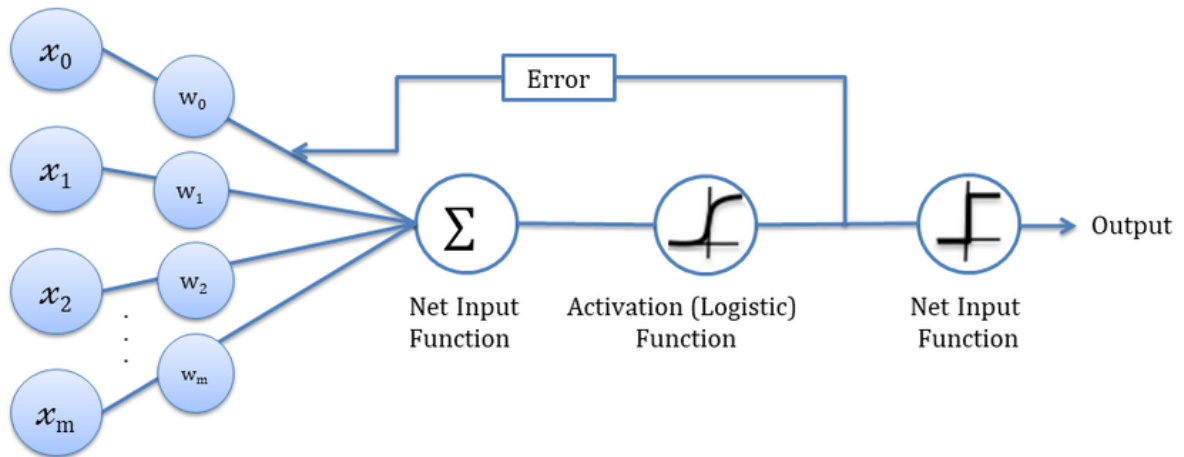 x0
w0
Error
x1
w1
Σ
Output
x2
w2
Net Input
Function
Activation (Logistic)
Function
Net Input
Function
. . .
xm
wm